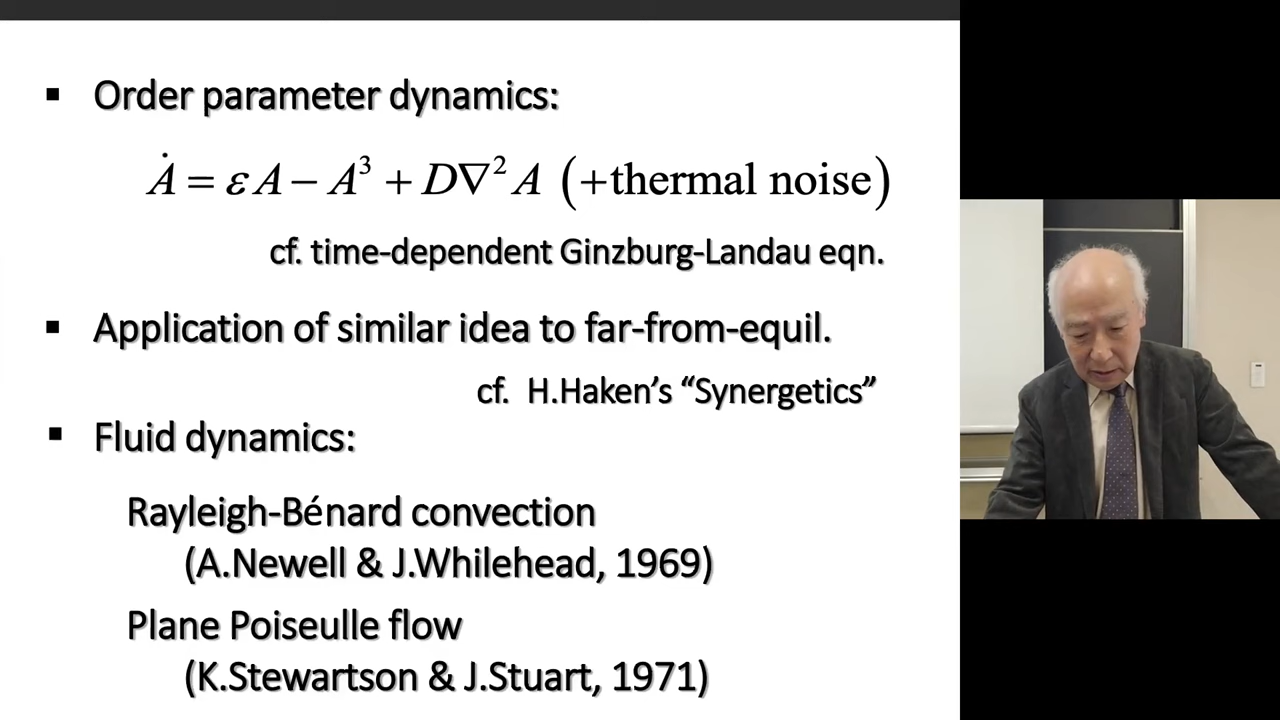 ▪ Order parameter dynamics:
Ȧ = εA − A³ + D∇²A (+thermal noise)
cf. time-dependent Ginzburg-Landau eqn.
▪ Application of similar idea to far-from-equil.
cf. H.Haken's “Synergetics”
▪ Fluid dynamics:
Rayleigh-Bénard convection
(A.Newell & J.Whilehead, 1969)
Plane Poiseulle flow
(K.Stewartson & J.Stuart, 1971)